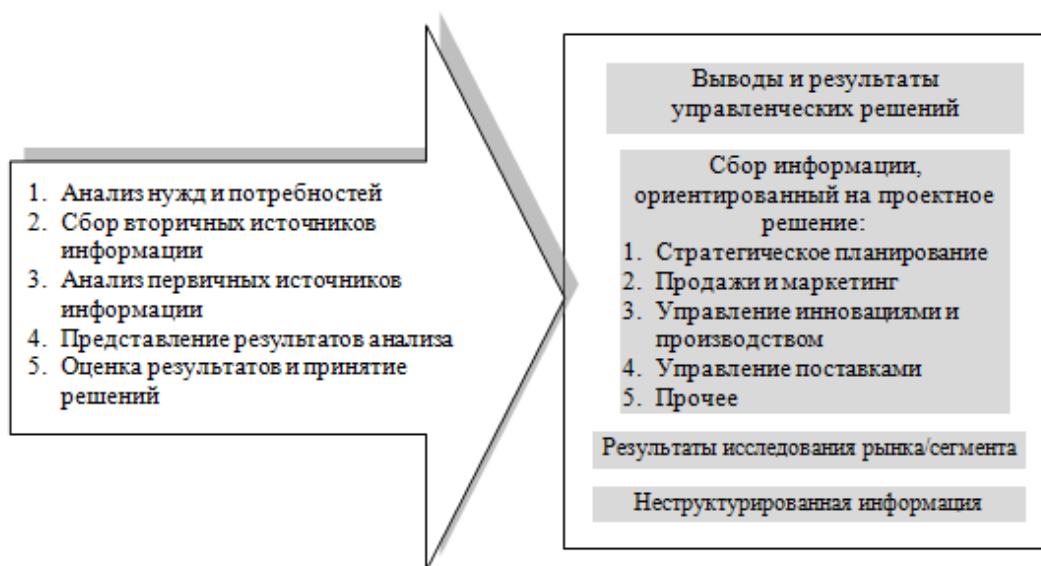 1. Анализ нужд и потребностей
2. Сбор вторичных источников
информации
3. Анализ первичных источников
информации
4. Представление результатов анализа
5. Оценка результатов и принятие
решений
Выводы и результаты
управленческих решений
Сбор информации,
ориентированный на проектное
решение:
1. Стратегическое планирование
2. Продажи и маркетинг
3. Управление инновациями и
производством
4. Управление поставками
5. Прочее
Результаты исследования рынка/сегмента
Неструктурированная информация